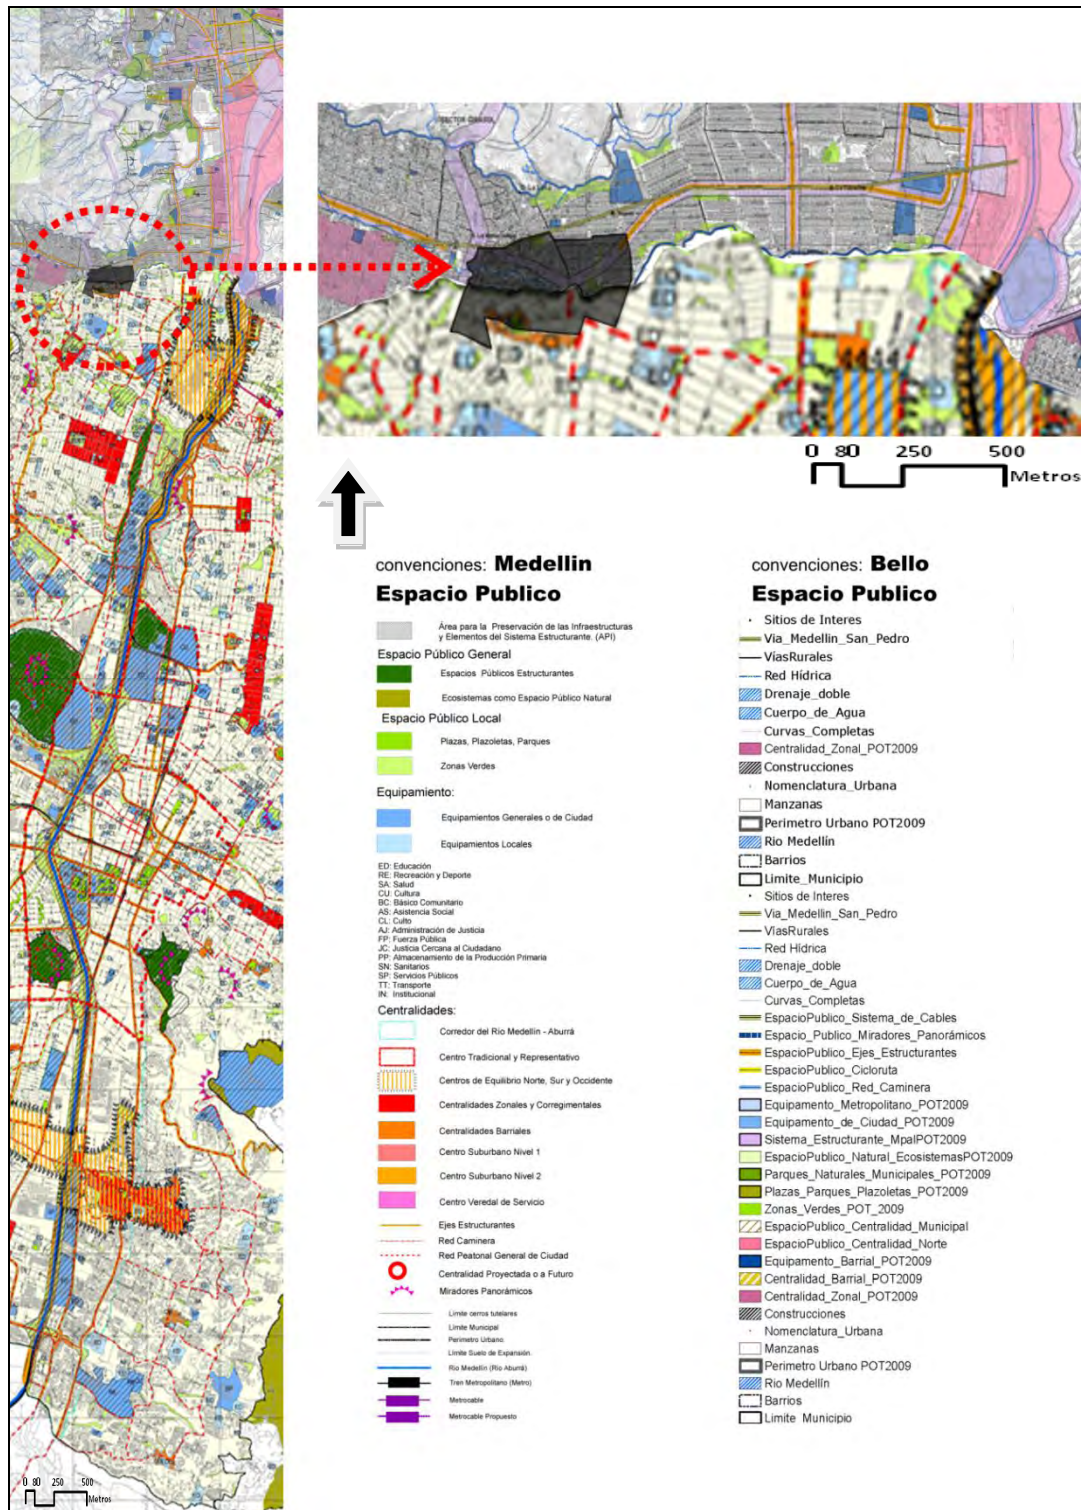 0 80 250 500
Metros
convenciones: Medellin
Espacio Publico
Área para la Preservación de las Infraestructuras
y Elementos del Sistema Estructurante. (API)
Espacio Público General
Espacios Públicos Estructurantes
Ecosistemas como Espacio Público Natural
Espacio Público Local
Plazas, Plazoletas, Parques
Zonas Verdes
Equipamiento:
Equipamientos Generales o de Ciudad
Equipamientos Locales
ED: Educación
RE: Recreación y Deporte
SA: Salud
CU: Cultura
BC: Básico Comunitario
AS: Asistencia Social
CL: Culto
AJ: Administración de Justicia
FP: Fuerza Pública
JC: Justicia Cercana al Ciudadano
PP: Almacenamiento de la Producción Primaria
SN: Sanitarios
SP: Servicios Públicos
TT: Transporte
IN: Institucional
Centralidades:
Corredor del Río Medellín - Aburrá
Centro Tradicional y Representativo
Centros de Equilibrio Norte, Sur y Occidente
Centralidades Zonales y Corregimentales
Centralidades Barriales
Centro Suburbano Nivel 1
Centro Suburbano Nivel 2
Centro Veredal de Servicio
Ejes Estructurantes
Red Caminera
Red Peatonal General de Ciudad
Centralidad Proyectada o a Futuro
Miradores Panorámicos
Límite cerros tutelares
Límite Municipal
Perímetro Urbano
Límite Suelo de Expansión
Río Medellín (Río Aburrá)
Tren Metropolitano (Metro)
Metrocable
Metrocable Propuesto
convenciones: Bello
Espacio Publico
Sitios de Interes
Via_Medellin_San_Pedro
VíasRurales
Red Hídrica
Drenaje_doble
Cuerpo_de_Agua
Curvas_Completas
Centralidad_Zonal_POT2009
Construcciones
Nomenclatura_Urbana
Manzanas
Perimetro Urbano POT2009
Rio Medellín
Barrios
Limite_Municipio
Sitios de Interes
Via_Medellin_San_Pedro
VíasRurales
Red Hídrica
Drenaje_doble
Cuerpo_de_Agua
Curvas_Completas
EspacioPublico_Sistema_de_Cables
Espacio_Publico_Miradores_Panorámicos
EspacioPublico_Ejes_Estructurantes
EspacioPublico_Cicloruta
EspacioPublico_Red_Caminera
Equipamento_Metropolitano_POT2009
Equipamento_de_Ciudad_POT2009
Sistema_Estructurante_MpalPOT2009
EspacioPublico_Natural_EcosistemasPOT2009
Parques_Naturales_Municipales_POT2009
Plazas_Parques_Plazoletas_POT2009
Zonas_Verdes_POT_2009
EspacioPublico_Centralidad_Municipal
EspacioPublico_Centralidad_Norte
Equipamento_Barrial_POT2009
Centralidad_Barrial_POT2009
Centralidad_Zonal_POT2009
Construcciones
Nomenclatura_Urbana
Manzanas
Perimetro Urbano POT2009
Rio Medellín
Barrios
Limite Municipio
0 80 250 500
Metros